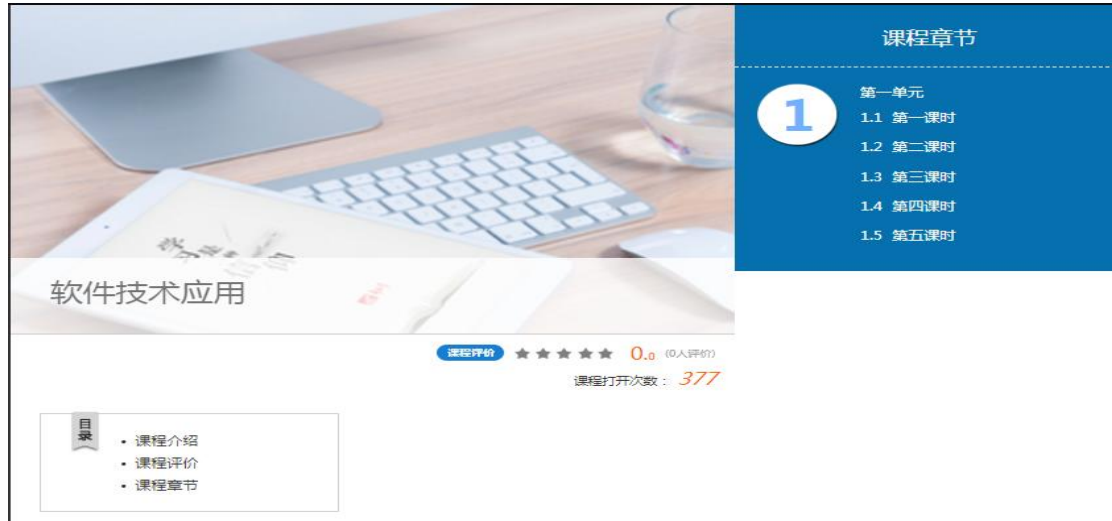 软件技术应用
课程评价 0.0 (0人评价)
课程打开次数： 377
目录
• 课程介绍
• 课程评价
• 课程章节
课程章节
1
第一单元
1.1 第一课时
1.2 第二课时
1.3 第三课时
1.4 第四课时
1.5 第五课时